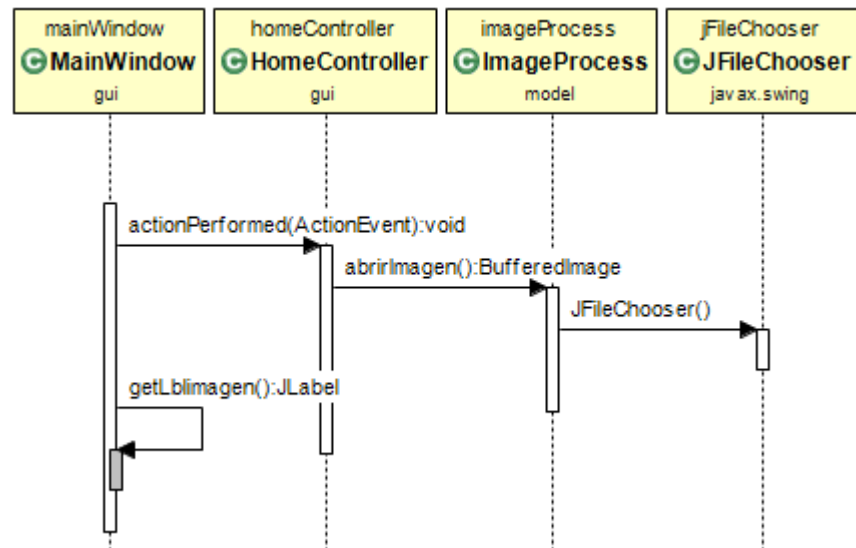 mainWindow
MainWindow
gui
homeController
HomeController
gui
imageProcess
ImageProcess
model
jFileChooser
JFileChooser
javax.swing
actionPerformed(ActionEvent):void
abrirImagen():BufferedImage
JFileChooser()
getLblimagen():JLabel